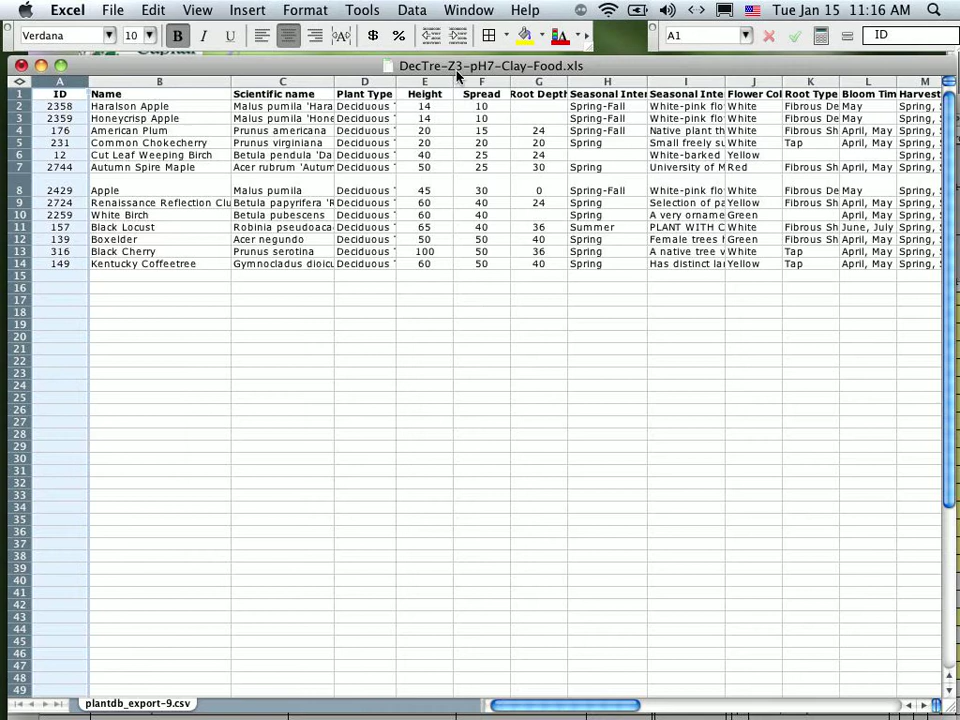 Excel File Edit View Insert Format Tools Data Window Help Tue Jan 15 11:16 AM
Verdana 10 B I U $ % A1 ID
DecTre-Z3-pH7-Clay-Food.xls
A B C D E F G H I J K L M
1 ID Name Scientific name Plant Type Height Spread Root Depth Seasonal Inter Seasonal Inter Flower Col Root Type Bloom Tim Harvest
2 2358 Haralson Apple Malus pumila 'Hara Deciduous 14 10 Spring-Fall White-pink flo White Fibrous De May Spring,
3 2359 Honeycrisp Apple Malus pumila 'Hone Deciduous 14 10 Spring-Fall White-pink flo White Fibrous De May Spring,
4 176 American Plum Prunus americana Deciduous 20 15 24 Spring-Fall Native plant th White Fibrous Sh April, May Spring,
5 231 Common Chokecherry Prunus virginiana Deciduous 20 20 20 Spring Small freely su White Tap April, May Spring,
6 12 Cut Leaf Weeping Birch Betula pendula 'Da Deciduous 40 25 24 White-barked Yellow Spring,
7 2744 Autumn Spire Maple Acer rubrum 'Autum Deciduous 50 25 30 Spring University of M Red Fibrous Sh April, May Spring,
8 2429 Apple Malus pumila Deciduous 45 30 0 Spring-Fall White-pink flo White Fibrous De May Spring,
9 2724 Renaissance Reflection Clu Betula papyrifera 'R Deciduous 60 40 24 Spring Selection of pa Yellow Fibrous Sh April, May Spring,
10 2259 White Birch Betula pubescens Deciduous 60 40 Spring A very orname Green April, May Spring,
11 157 Black Locust Robinia pseudoaca Deciduous 65 40 36 Summer PLANT WITH C White Fibrous Sh June, July Spring,
12 139 Boxelder Acer negundo Deciduous 50 50 40 Spring Female trees h Green Fibrous Sh April, May Spring,
13 316 Black Cherry Prunus serotina Deciduous 100 50 36 Spring A native tree v White Tap April, May Spring,
14 149 Kentucky Coffeetree Gymnocladus dioicu Deciduous 60 50 40 Spring Has distinct la Yellow Tap April, May Spring,
15
16
17
18
19
20
21
22
23
24
25
26
27
28
29
30
31
32
33
34
35
36
37
38
39
40
41
42
43
44
45
46
47
48
49
plantdb_export-9.csv